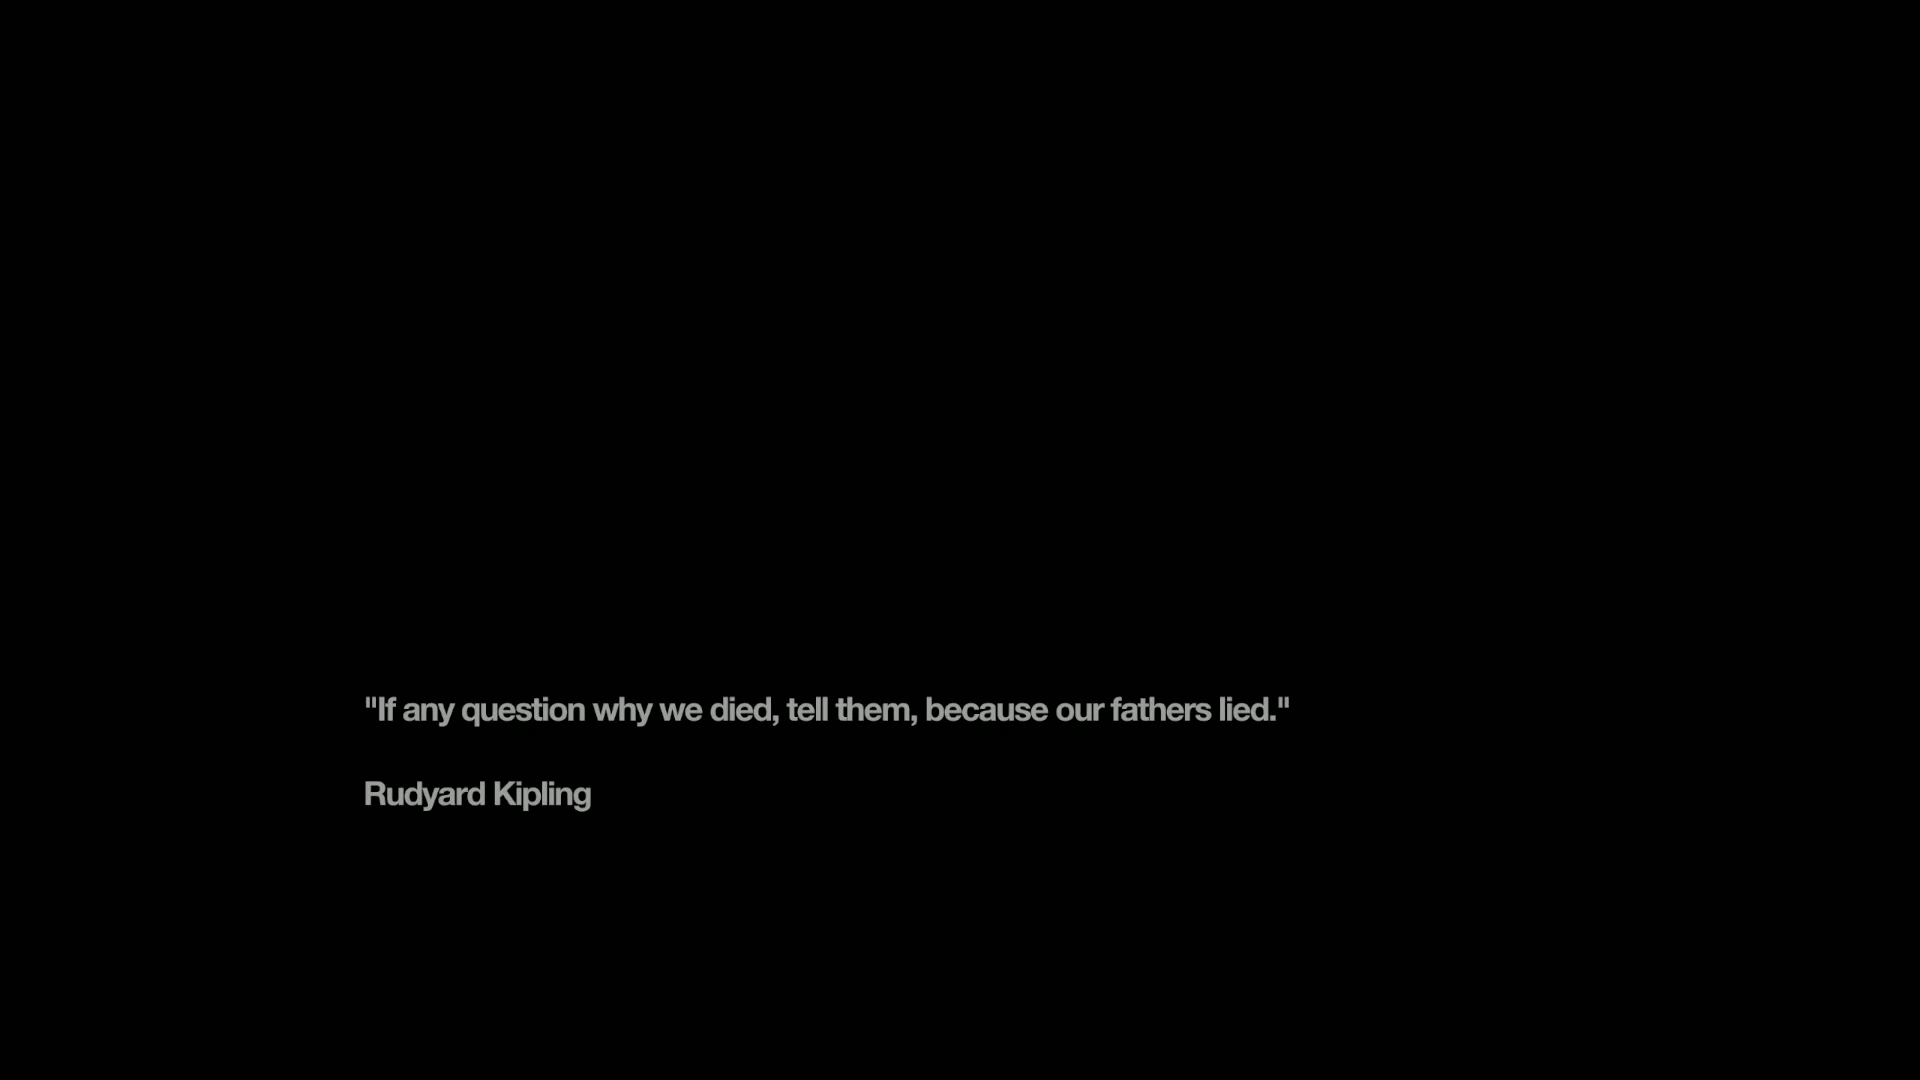 "If any question why we died, tell them, because our fathers lied."
Rudyard Kipling